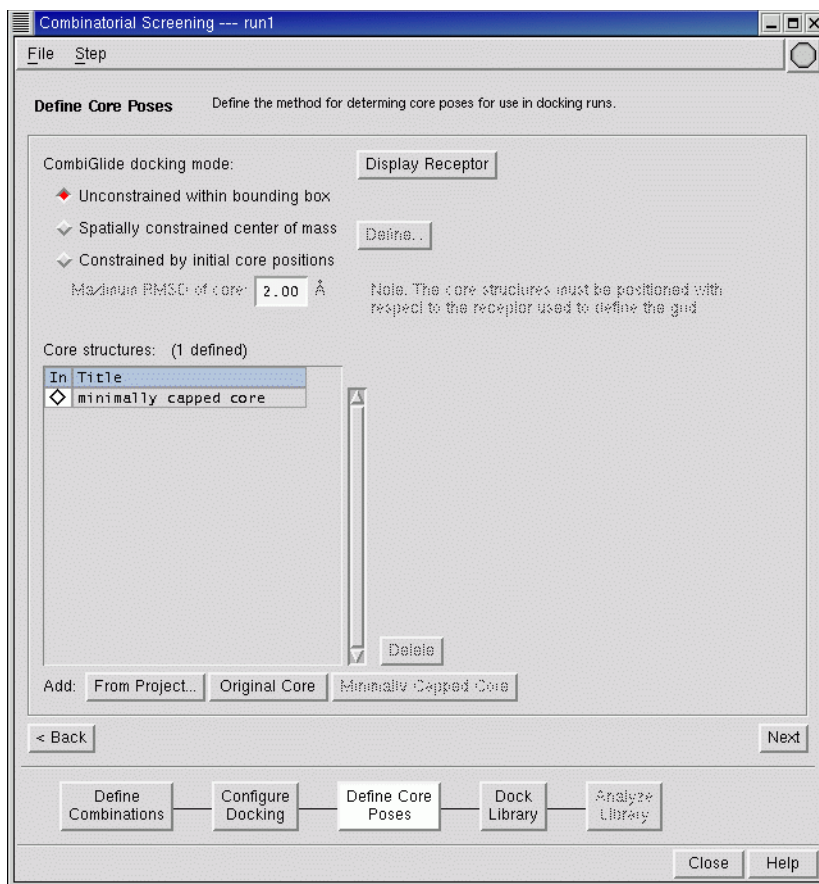 Combinatorial Screening --- run1
File Step
Define Core Poses Define the method for determing core poses for use in docking runs.
CombiGlide docking mode: Display Receptor
Unconstrained within bounding box
Spatially constrained center of mass Define..
Constrained by initial core positions
Maximum RMSD of core: 2.00 Å Note. The core structures must be positioned with
respect to the receptor used to define the grid
Core structures: (1 defined)
In Title
minimally capped core
Delete
Add: From Project... Original Core Minimally Capped Core
< Back Next
Define Configure Define Core Dock Analyze
Combinations Docking Poses Library Library
Close Help